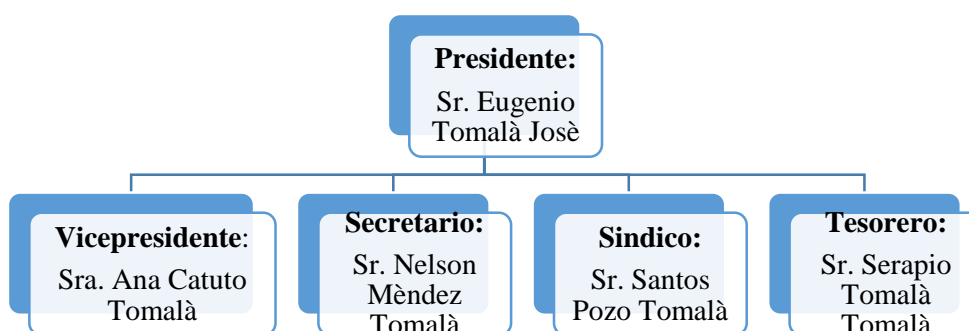 Presidente:
Sr. Eugenio
Tomalà Josè
Vicepresidente:
Sra. Ana Catuto
Tomalà
Secretario:
Sr. Nelson
Mèndez
Tomalà
Sindico:
Sr. Santos
Pozo Tomalà
Tesorero:
Sr. Serapio
Tomalà
Tomalà